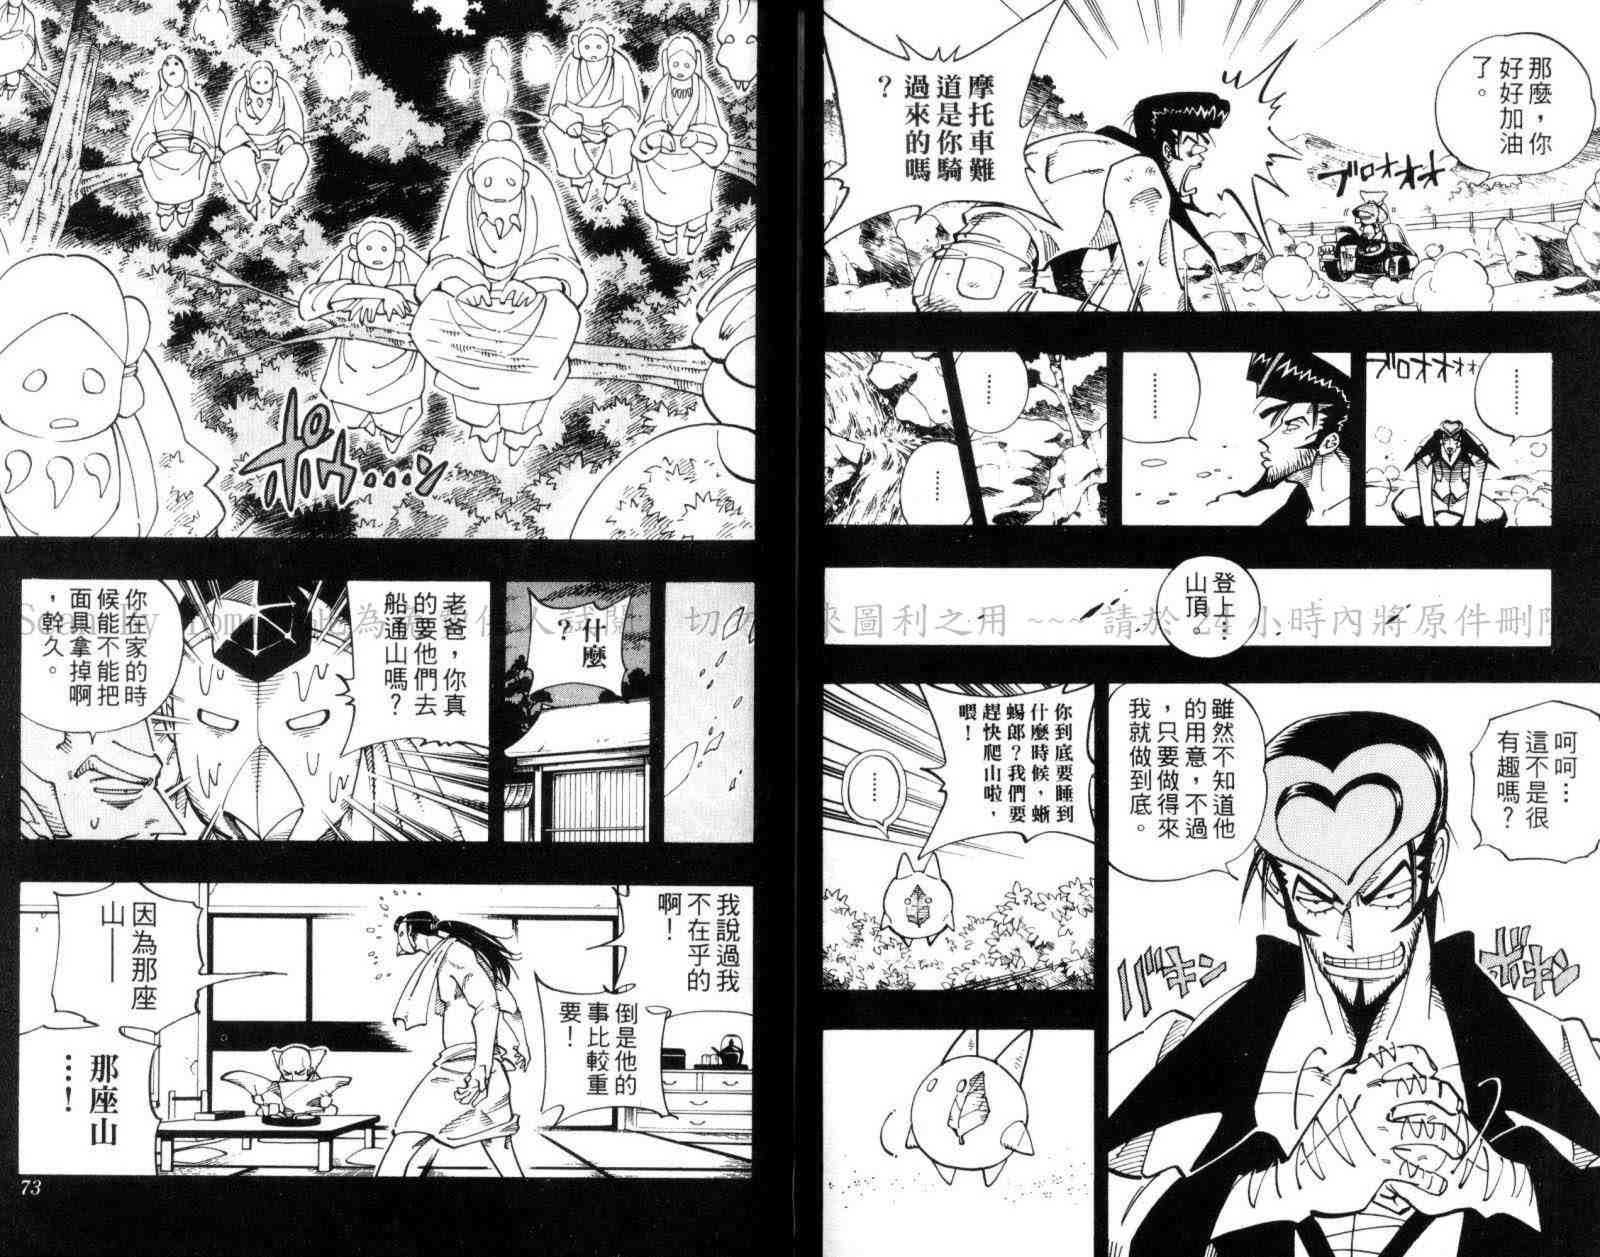 那麼，你
好好加油
了。
ブロオオオ
摩托車難
道是你騎
過來的嗎
？
………
ブロオオオ
………
………
………
登上…
山頂。
呵呵…
這不是很
有趣嗎？
雖然不知道他
的用意，不過
，只要做得來
我就做到底。
ボキン
バキン
你到底要睡到
什麼時候，蜥
蜴郎？我們要
趕快爬山啦，
喂！
………
ポウ…ン
什麼
？
老爸，你真
的要他們去
船通山嗎？
你在家的時
候能不能把
面具拿掉啊
，幹久。
我說過我
不在乎的
啊！
倒是他的
事比較重
要！
因為那座
山——
那座山
…！
73